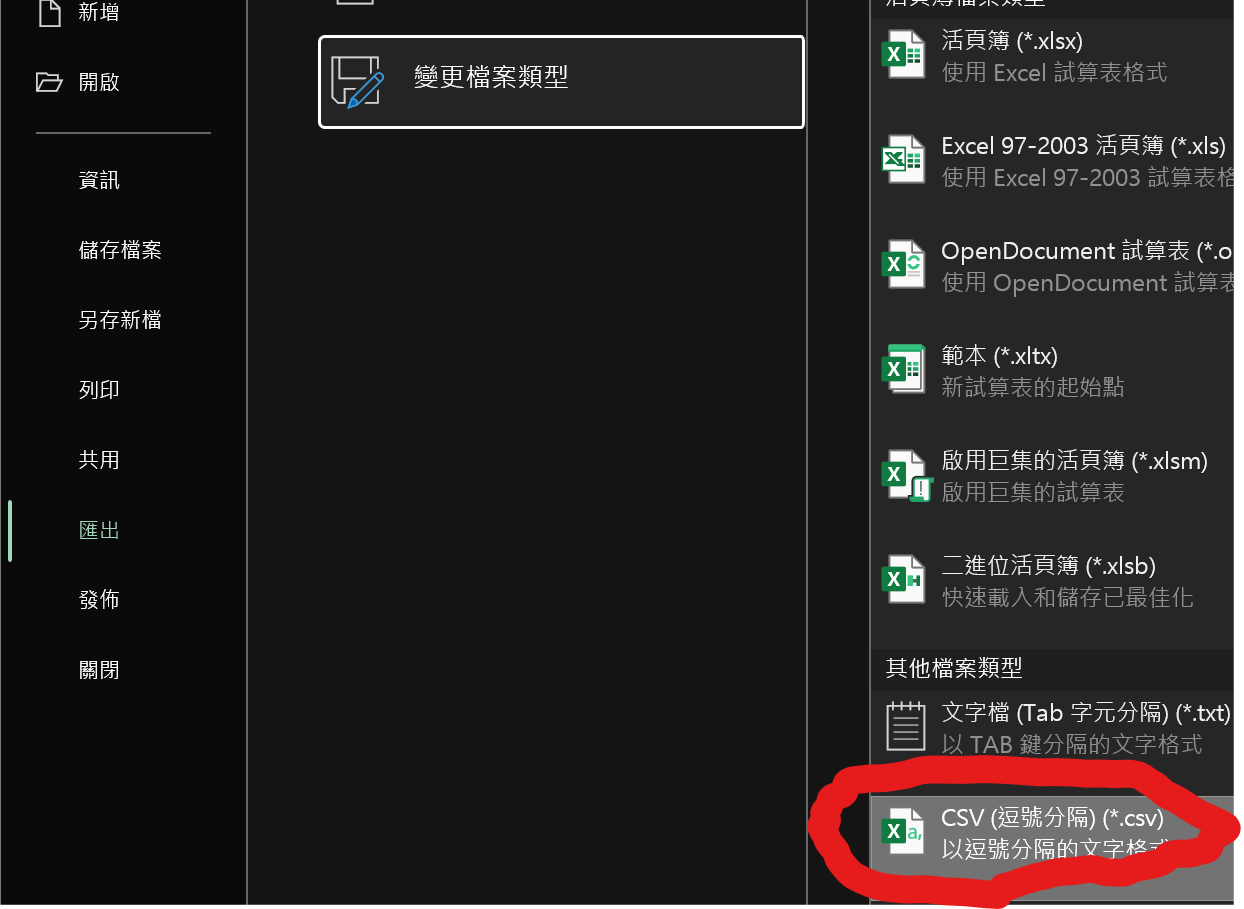 新增
開啟
資訊
儲存檔案
另存新檔
列印
共用
匯出
發佈
關閉
變更檔案類型
活頁簿檔案類型
活頁簿 (*.xlsx)
使用 Excel 試算表格式
Excel 97-2003 活頁簿 (*.xls)
使用 Excel 97-2003 試算表格
OpenDocument 試算表 (*.o
使用 OpenDocument 試算表
範本 (*.xltx)
新試算表的起始點
啟用巨集的活頁簿 (*.xlsm)
啟用巨集的試算表
二進位活頁簿 (*.xlsb)
快速載入和儲存已最佳化
其他檔案類型
文字檔 (Tab 字元分隔) (*.txt)
以 TAB 鍵分隔的文字格式
CSV (逗號分隔) (*.csv)
以逗號分隔的文字格式